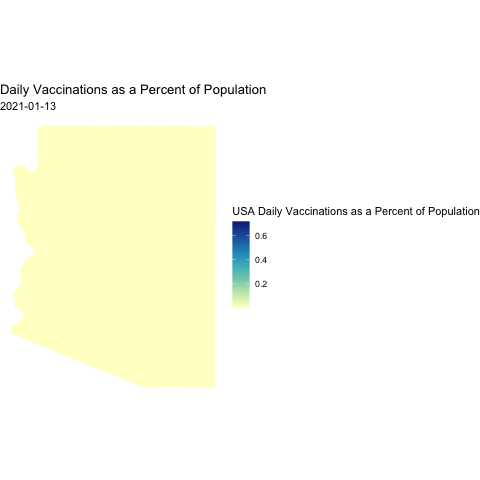 Daily Vaccinations as a Percent of Population
2021-01-13
USA Daily Vaccinations as a Percent of Population
0.6
0.4
0.2